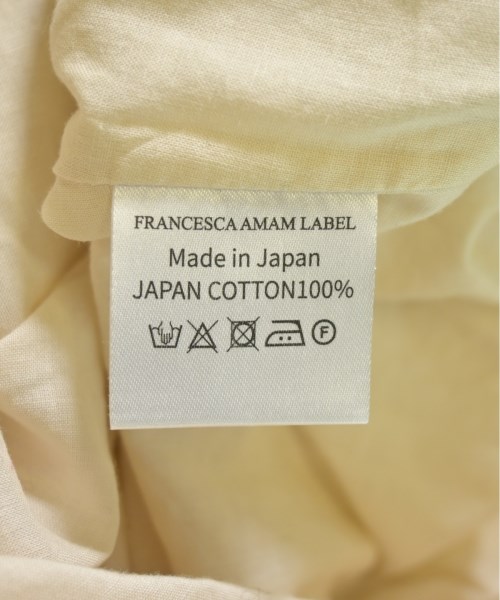 FRANCESCA AMAM LABEL
Made in Japan
JAPAN COTTON100%
F